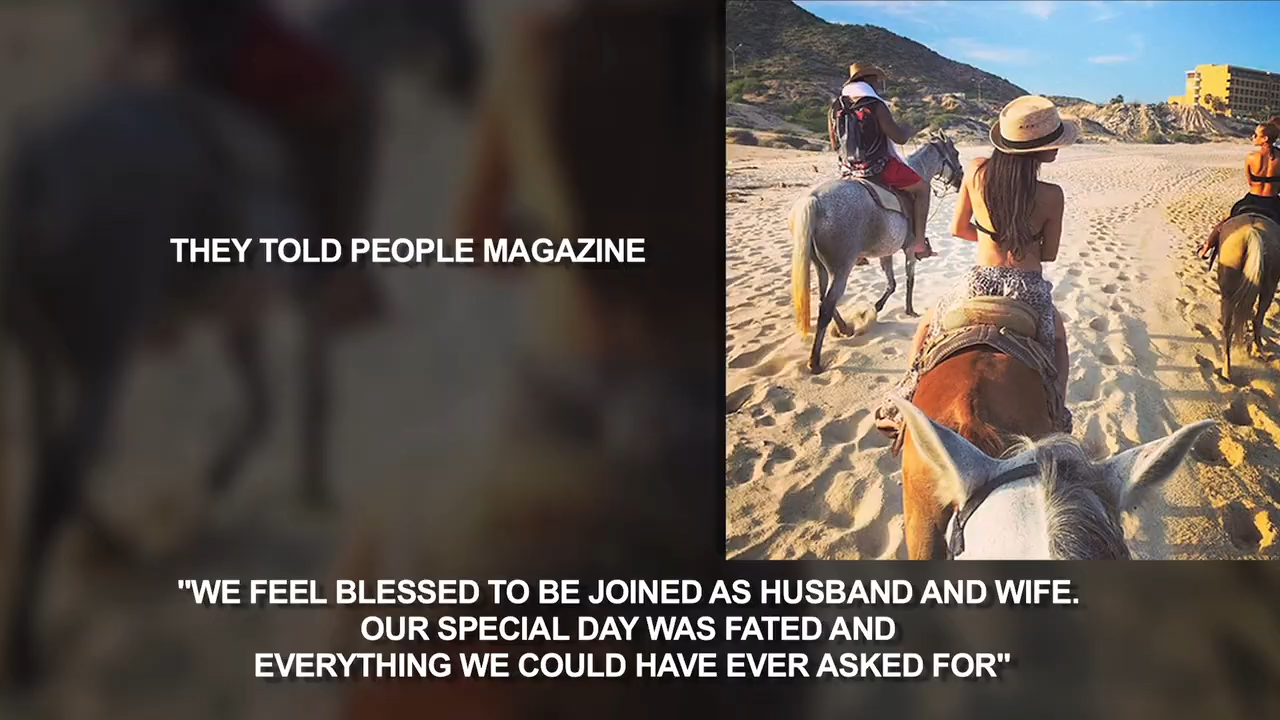 THEY TOLD PEOPLE MAGAZINE
"WE FEEL BLESSED TO BE JOINED AS HUSBAND AND WIFE.
OUR SPECIAL DAY WAS FATED AND
EVERYTHING WE COULD HAVE EVER ASKED FOR"